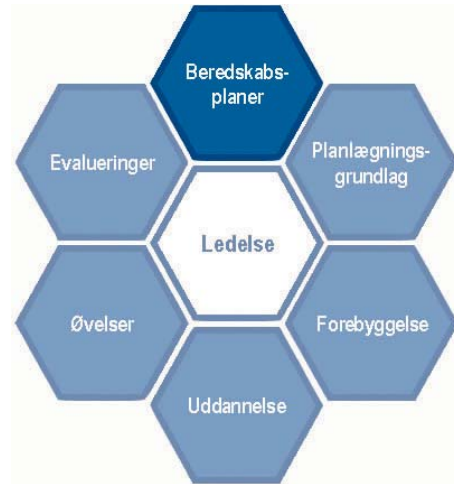 Beredskabs-
planer
Evalueringer
Planlægnings-
grundlag
Ledelse
Øvelser
Forebyggelse
Uddannelse